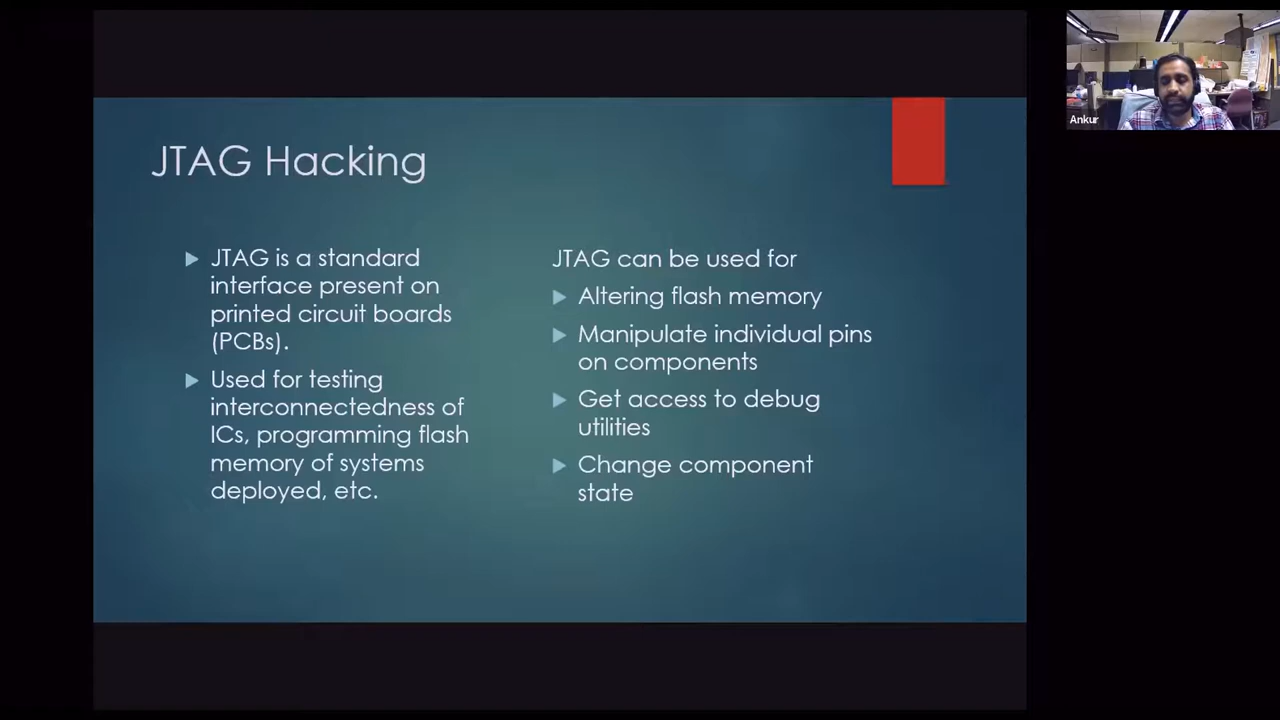 JTAG Hacking
JTAG is a standard
interface present on
printed circuit boards
(PCBs).
Used for testing
interconnectedness of
ICs, programming flash
memory of systems
deployed, etc.
JTAG can be used for
Altering flash memory
Manipulate individual pins
on components
Get access to debug
utilities
Change component
state
Ankur